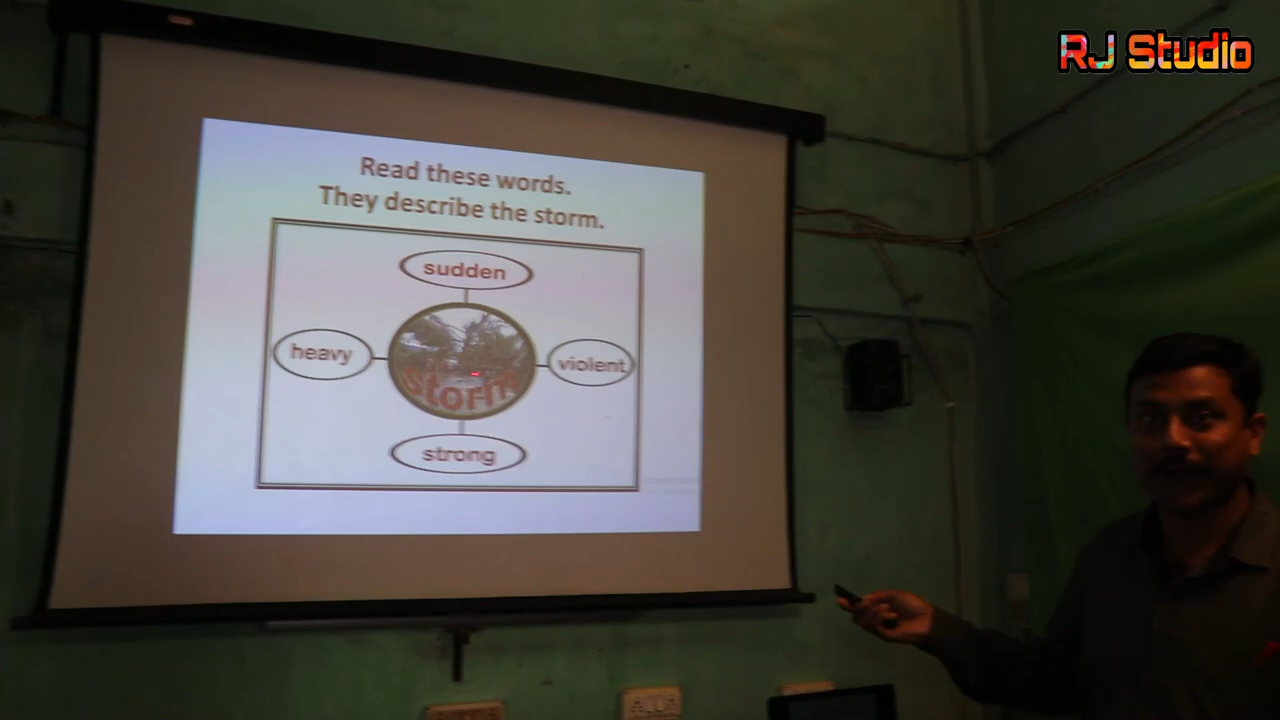 RJ Studio
Read these words.
They describe the storm.
sudden
heavy
storm
violent
strong